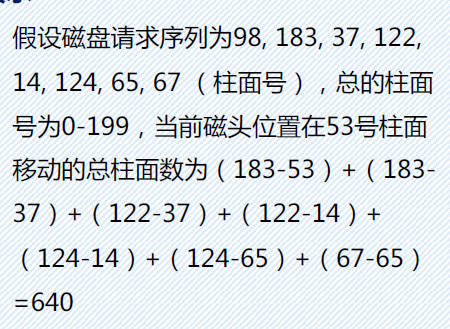 假设磁盘请求序列为98, 183, 37, 122,
14, 124, 65, 67 （柱面号），总的柱面
号为0-199，当前磁头位置在53号柱面
移动的总柱面数为（183-53）+（183-
37）+（122-37）+（122-14）+
（124-14）+（124-65）+（67-65）
=640